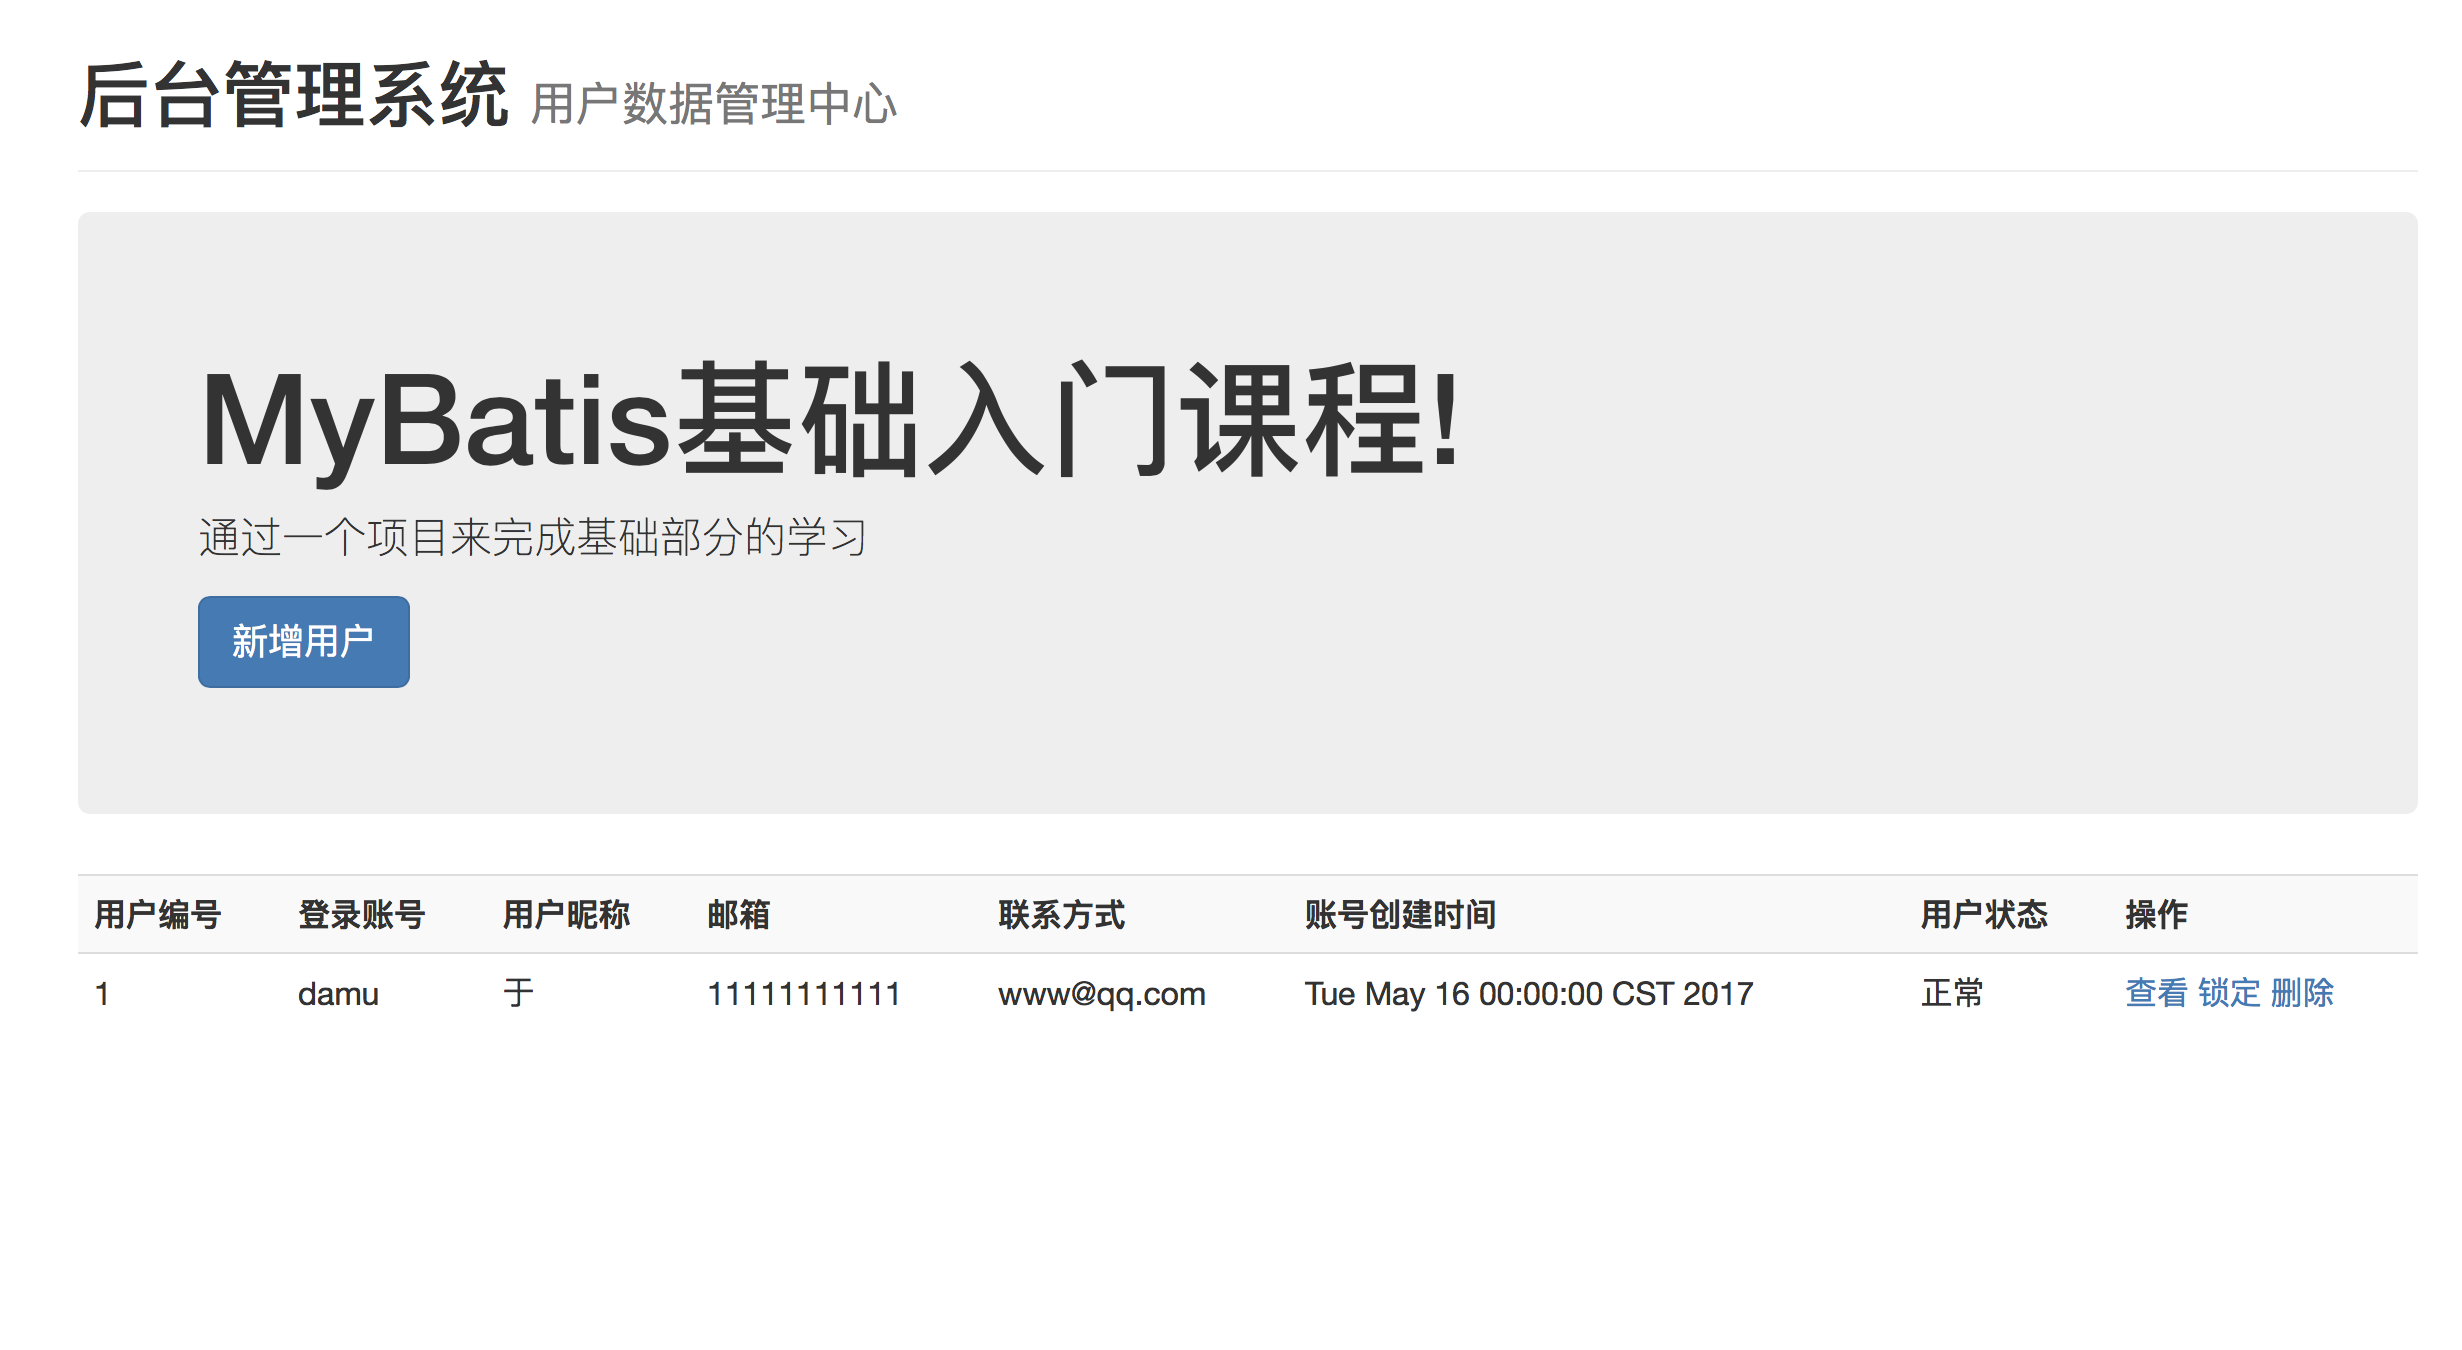 后台管理系统 用户数据管理中心
MyBatis基础入门课程!
通过一个项目来完成基础部分的学习
新增用户
用户编号 登录账号 用户昵称 邮箱 联系方式 账号创建时间 用户状态 操作
1 damu 于 11111111111 www@qq.com Tue May 16 00:00:00 CST 2017 正常 查看 锁定 删除